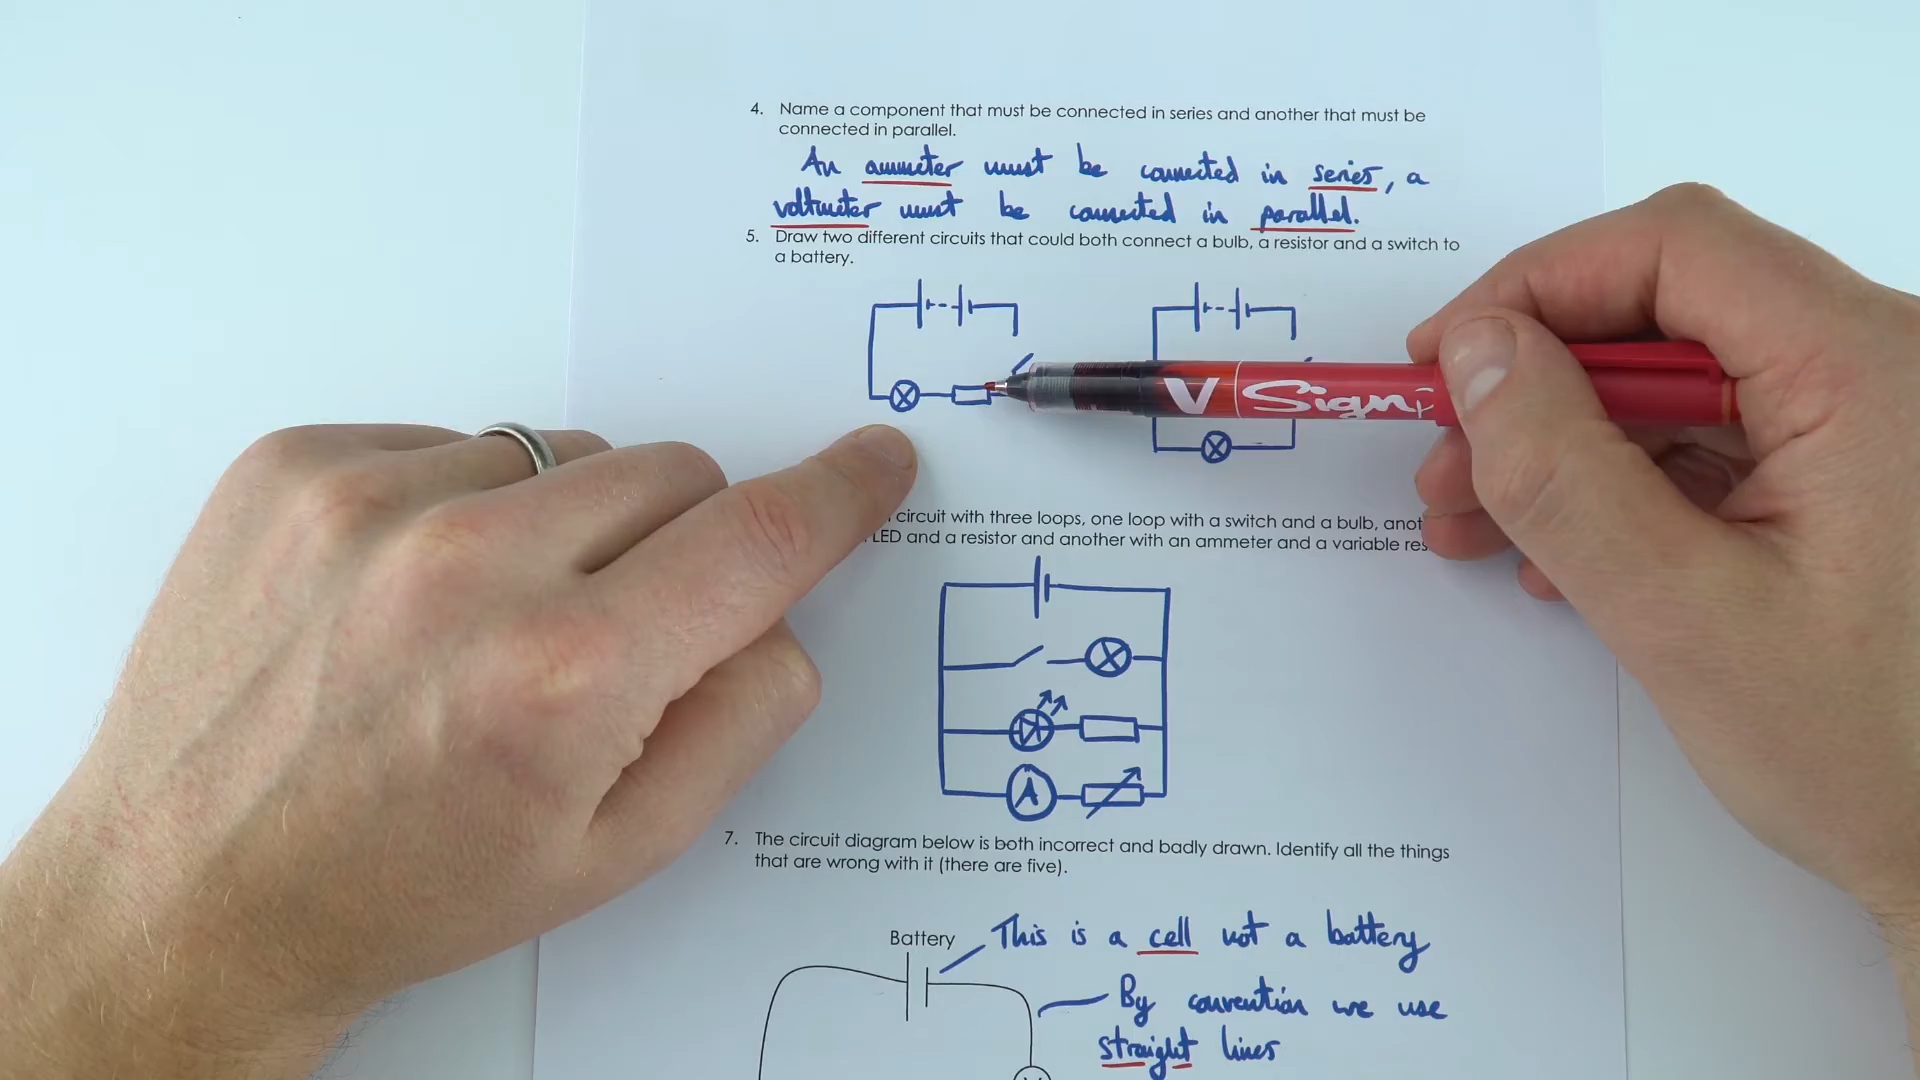 4. Name a component that must be connected in series and another that must be
connected in parallel.
An ammeter must be connected in series, a
voltmeter must be connected in parallel.
5. Draw two different circuits that could both connect a bulb, a resistor and a switch to
a battery.
V Sign
circuit with three loops, one loop with a switch and a bulb,
LED and a resistor and another with an ammeter and a variable
A
7. The circuit diagram below is both incorrect and badly drawn. Identify all the things
that are wrong with it (there are five).
Battery
This is a cell not a battery
By convention we use
straight lines